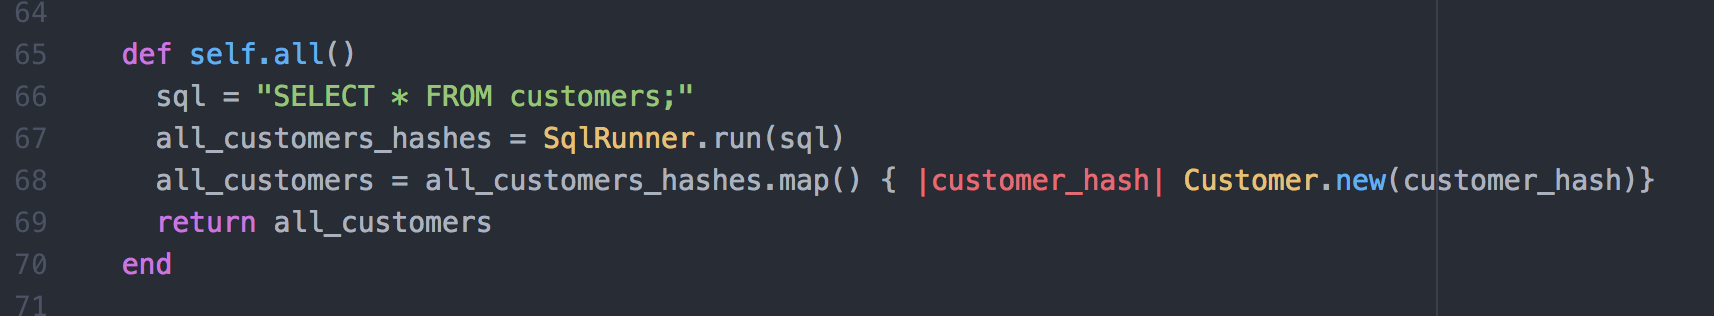 64
65 def self.all()
66 sql = "SELECT * FROM customers;"
67 all_customers_hashes = SqlRunner.run(sql)
68 all_customers = all_customers_hashes.map() { |customer_hash| Customer.new(customer_hash)}
69 return all_customers
70 end
71